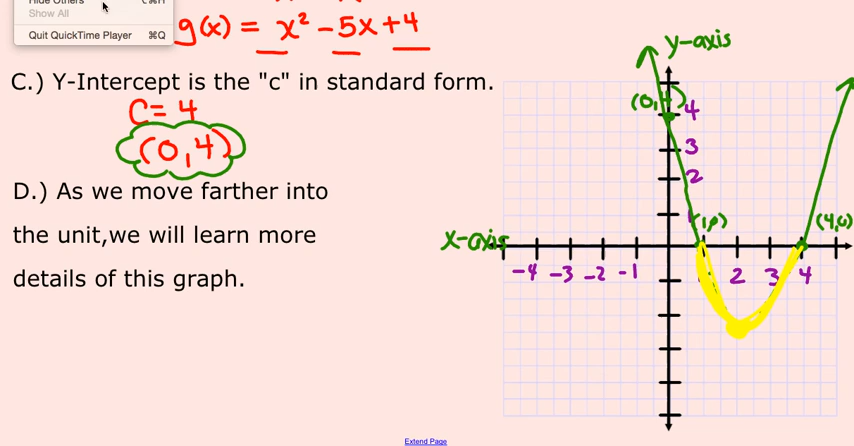 Hide Others ⌥⌘H
Show All
Quit QuickTime Player ⌘Q
g(x) = x² - 5x + 4
C.) Y-Intercept is the "c" in standard form.
C = 4
(0,4)
D.) As we move farther into
the unit,we will learn more
details of this graph.
y-axis
(0,4)
4
3
2
(1,0)
(4,0)
x-axis
-4 -3 -2 -1 2 3 4
Extend Page